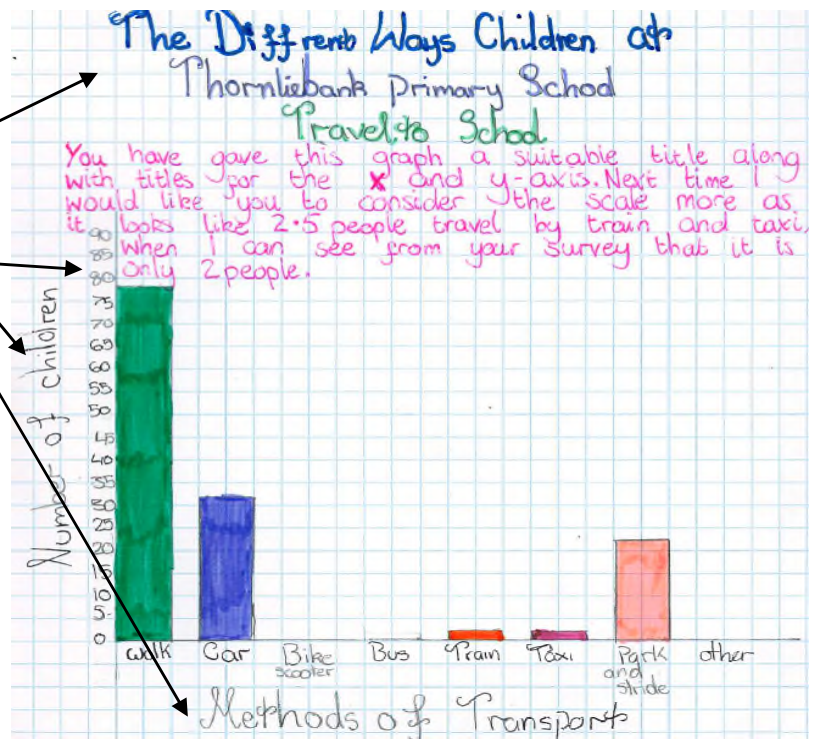 The Diffrent Ways Children at
Thornliebank Primary School
Travel to School
You have gave this graph a suitable title along
with titles for the x and y-axis. Next time I
would like you to consider the scale more as
it looks like 2.5 people travel by train and taxi,
when I can see from your survey that it is
only 2 people.
90
85
80
75
70
65
60
55
50
45
40
35
30
25
20
15
10
5
0
Number of children
walk Car Bike Bus Train Taxi Park other
scooter and
stride
Methods of Transport